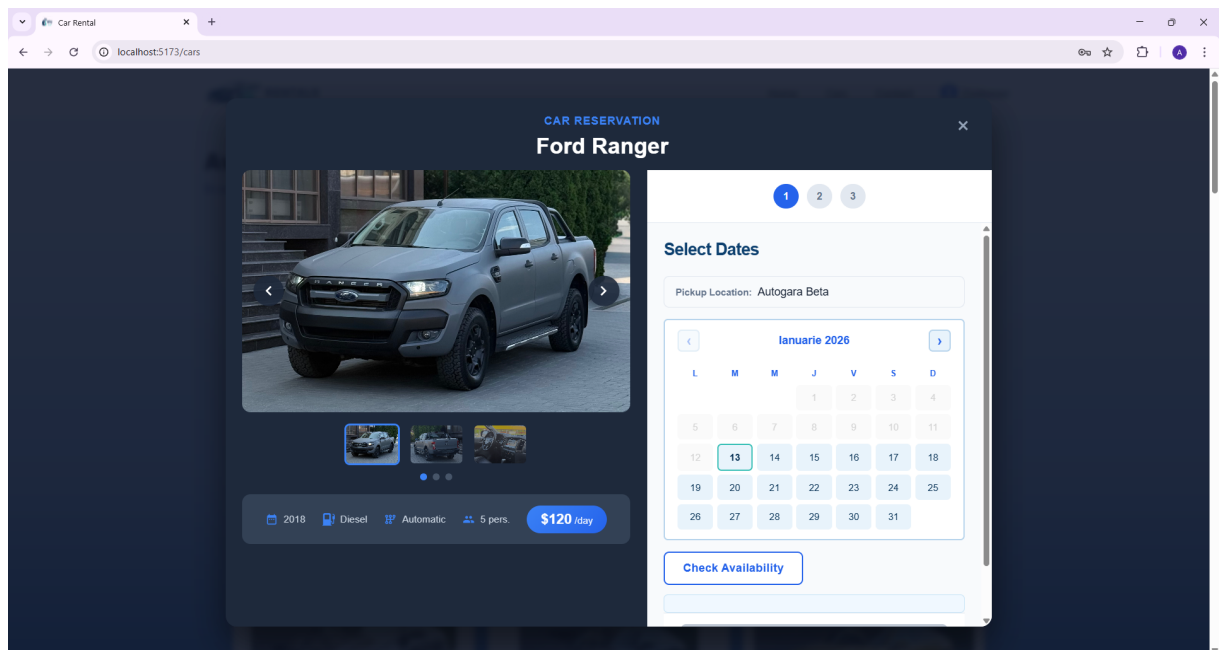 Car Rental
localhost:5173/cars
A
CAR RESERVATION
Ford Ranger
RANGER
Ford
2018
Diesel
Automatic
5 pers.
$120 /day
1 2 3
Select Dates
Pickup Location: Autogara Beta
Ianuarie 2026
L M M J V S D
1 2 3 4
5 6 7 8 9 10 11
12 13 14 15 16 17 18
19 20 21 22 23 24 25
26 27 28 29 30 31
Check Availability